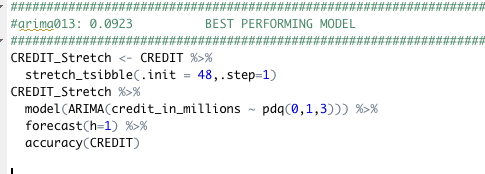 ################################################################
#arima013: 0.0923 BEST PERFORMING MODEL
################################################################
CREDIT_Stretch <- CREDIT %>%
stretch_tsibble(.init = 48,.step=1)
CREDIT_Stretch %>%
model(ARIMA(credit_in_millions ~ pdq(0,1,3))) %>%
forecast(h=1) %>%
accuracy(CREDIT)